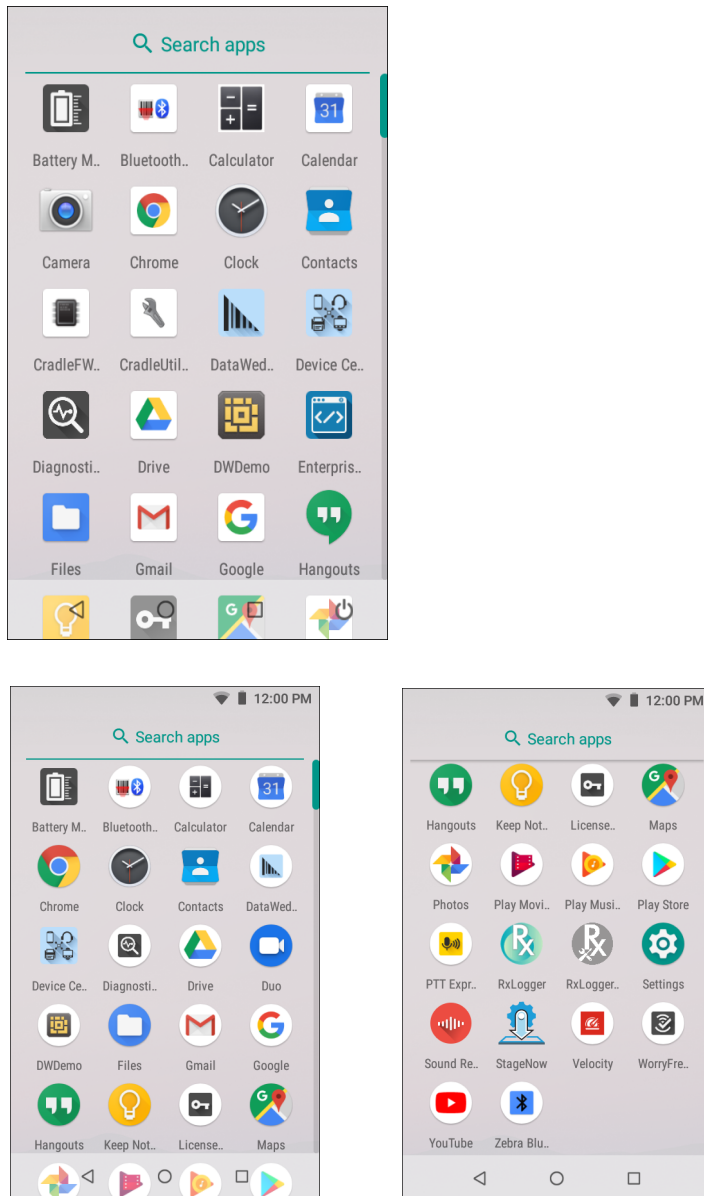 Search apps
31
Battery M.. Bluetooth.. Calculator Calendar
Camera Chrome Clock Contacts
CradleFW.. CradleUtil.. DataWed.. Device Ce..
Diagnosti.. Drive DWDemo Enterpris..
Files Gmail Google Hangouts
12:00 PM
Search apps
31
Battery M.. Bluetooth.. Calculator Calendar
Chrome Clock Contacts DataWed..
Device Ce.. Diagnosti.. Drive Duo
DWDemo Files Gmail Google
Hangouts Keep Not.. License.. Maps
12:00 PM
Search apps
Hangouts Keep Not.. License.. Maps
Photos Play Movi.. Play Musi.. Play Store
PTT Expr.. RxLogger RxLogger.. Settings
Sound Re.. StageNow Velocity WorryFre..
YouTube Zebra Blu..